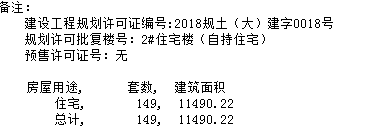 备注:
建设工程规划许可证编号:2018规土（大）建字0018号
规划许可批复楼号: 2#住宅楼（自持住宅）
预售许可证号: 无
房屋用途, 套数, 建筑面积
住宅, 149, 11490.22
总计, 149, 11490.22